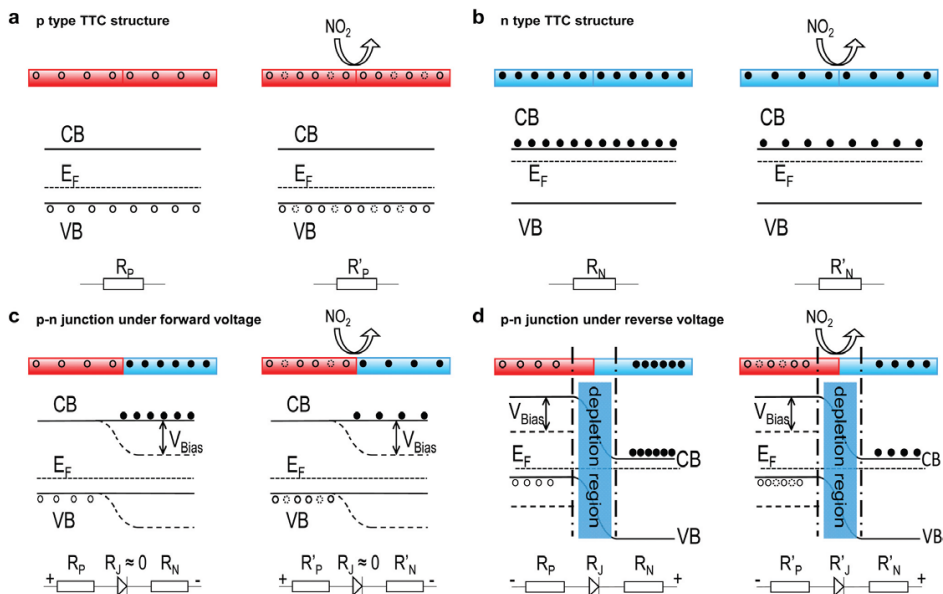 a p type TTC structure
NO2
CB
EF
VB
RP
CB
EF
VB
R'P
b n type TTC structure
NO2
CB
EF
VB
RN
CB
EF
VB
R'N
c p-n junction under forward voltage
NO2
CB
VBias
EF
VB
+ RP RJ ≈ 0 RN -
CB
VBias
EF
VB
+ R'P RJ ≈ 0 R'N -
d p-n junction under reverse voltage
NO2
VBias
depletion region
EF
CB
VB
- RP RJ RN +
VBias
depletion region
EF
CB
VB
- R'P R'J R'N +